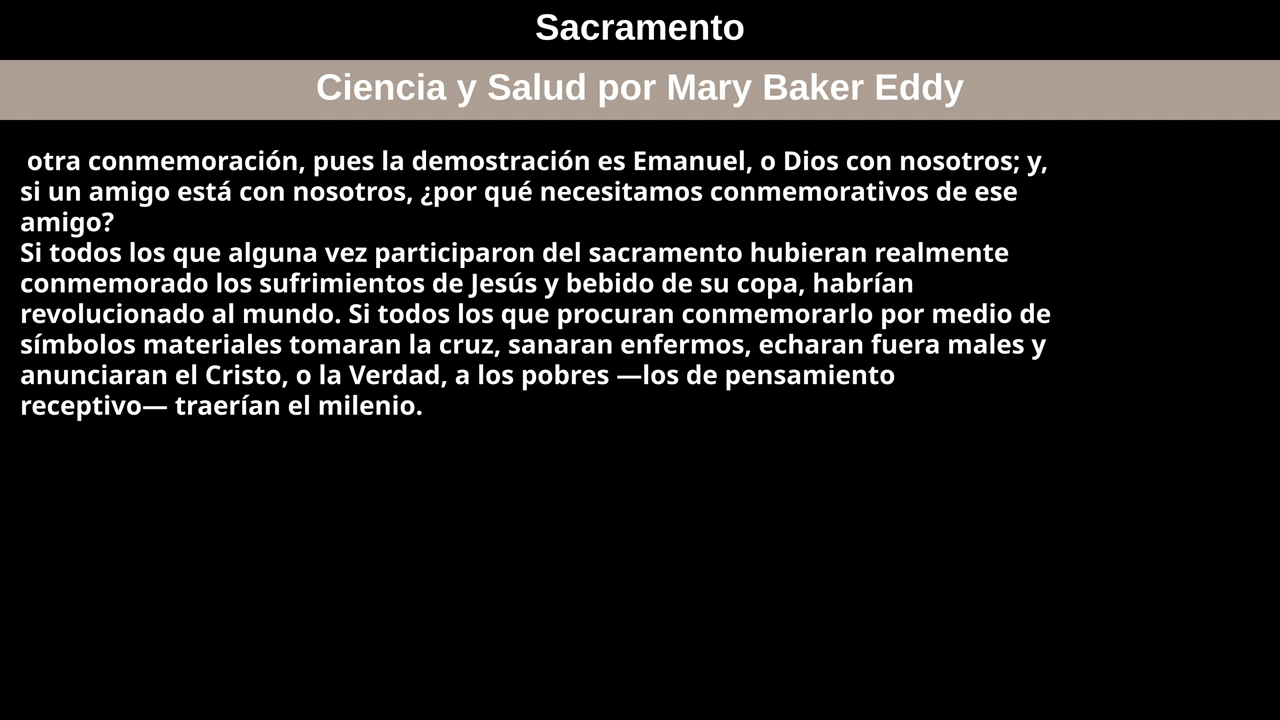 Sacramento
Ciencia y Salud por Mary Baker Eddy
otra conmemoración, pues la demostración es Emanuel, o Dios con nosotros; y,
si un amigo está con nosotros, ¿por qué necesitamos conmemorativos de ese
amigo?
Si todos los que alguna vez participaron del sacramento hubieran realmente
conmemorado los sufrimientos de Jesús y bebido de su copa, habrían
revolucionado al mundo. Si todos los que procuran conmemorarlo por medio de
símbolos materiales tomaran la cruz, sanaran enfermos, echaran fuera males y
anunciaran el Cristo, o la Verdad, a los pobres —los de pensamiento
receptivo— traerían el milenio.